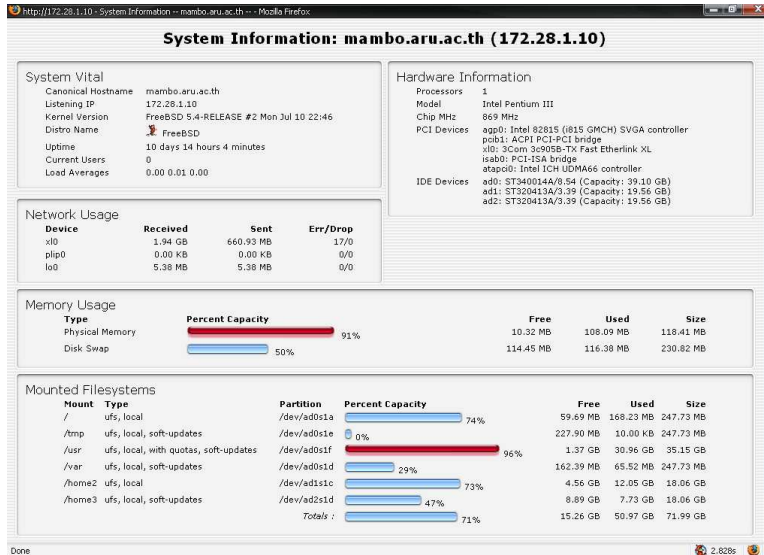 http://172.28.1.10 - System Information -- mambo.aru.ac.th -- - Mozilla Firefox
System Information: mambo.aru.ac.th (172.28.1.10)
System Vital
Canonical Hostname mambo.aru.ac.th
Listening IP 172.28.1.10
Kernel Version FreeBSD 5.4-RELEASE #2 Mon Jul 10 22:46
Distro Name FreeBSD
Uptime 10 days 14 hours 4 minutes
Current Users 0
Load Averages 0.00 0.01 0.00
Hardware Information
Processors 1
Model Intel Pentium III
Chip MHz 869 MHz
PCI Devices agp0: Intel 82815 (i815 GMCH) SVGA controller
pcib1: ACPI PCI-PCI bridge
xl0: 3Com 3c905B-TX Fast Etherlink XL
isab0: PCI-ISA bridge
atapci0: Intel ICH UDMA66 controller
IDE Devices ad0: ST340014A/8.54 (Capacity: 39.10 GB)
ad1: ST320413A/3.39 (Capacity: 19.56 GB)
ad2: ST320413A/3.39 (Capacity: 19.56 GB)
Network Usage
Device Received Sent Err/Drop
xl0 1.94 GB 660.93 MB 17/0
plip0 0.00 KB 0.00 KB 0/0
lo0 5.38 MB 5.38 MB 0/0
Memory Usage
Type Percent Capacity Free Used Size
Physical Memory 91% 10.32 MB 108.09 MB 118.41 MB
Disk Swap 50% 114.45 MB 116.38 MB 230.82 MB
Mounted Filesystems
Mount Type Partition Percent Capacity Free Used Size
/ ufs, local /dev/ad0s1a 74% 59.69 MB 168.23 MB 247.73 MB
/tmp ufs, local, soft-updates /dev/ad0s1e 0% 227.90 MB 10.00 KB 247.73 MB
/usr ufs, local, with quotas, soft-updates /dev/ad0s1f 96% 1.37 GB 30.96 GB 35.15 GB
/var ufs, local, soft-updates /dev/ad0s1d 29% 162.39 MB 65.52 MB 247.73 MB
/home2 ufs, local /dev/ad1s1c 73% 4.56 GB 12.05 GB 18.06 GB
/home3 ufs, local, soft-updates /dev/ad2s1d 47% 8.89 GB 7.73 GB 18.06 GB
Totals : 71% 15.26 GB 50.97 GB 71.99 GB
Done 2.828s